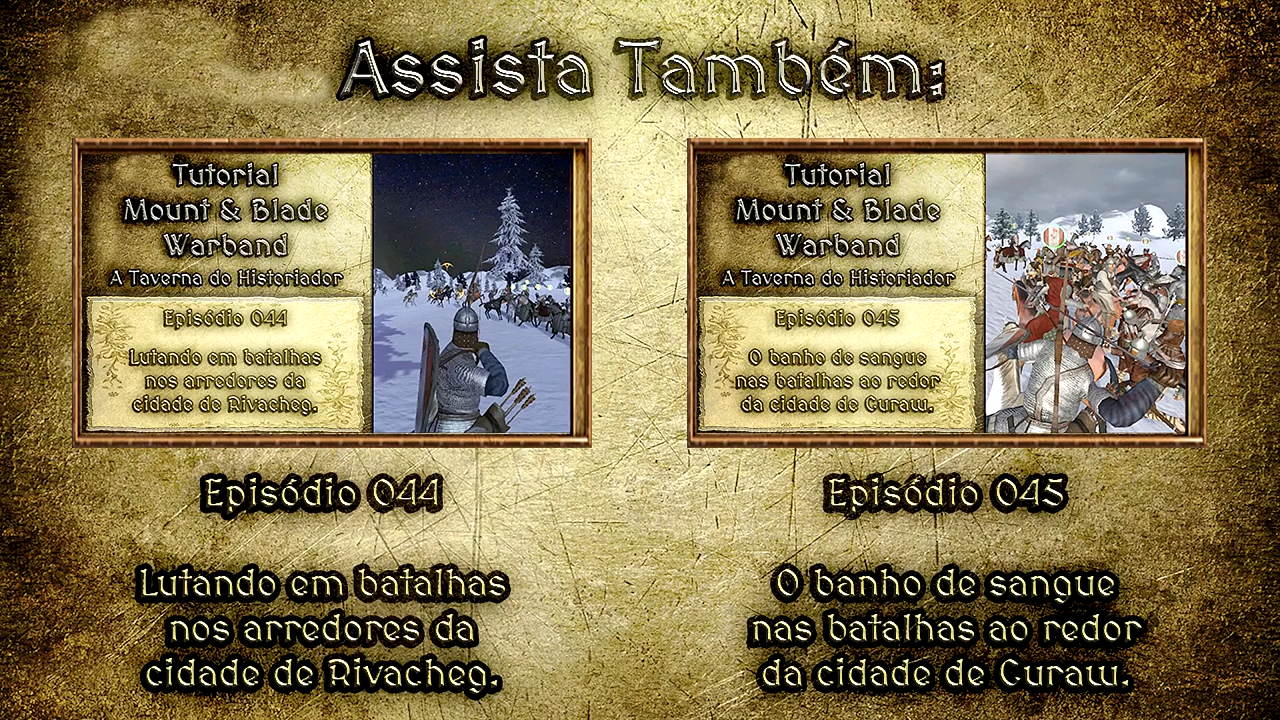 Assista Também:
Tutorial
Mount & Blade
Warband
A Taverna do Historiador
Episódio 044
Lutando em batalhas
nos arredores da
cidade de Rivacheg.
Tutorial
Mount & Blade
Warband
A Taverna do Historiador
Episódio 045
O banho de sangue
nas batalhas ao redor
da cidade de Curaw.
Episódio 044
Lutando em batalhas
nos arredores da
cidade de Rivacheg.
Episódio 045
O banho de sangue
nas batalhas ao redor
da cidade de Curaw.